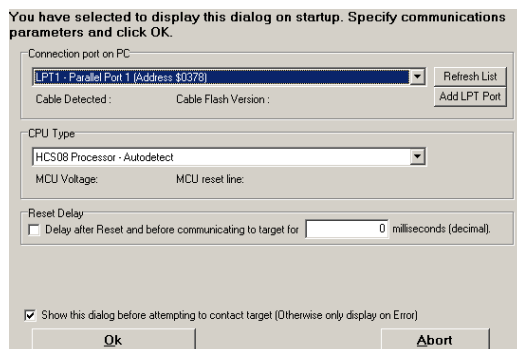 You have selected to display this dialog on startup. Specify communications
parameters and click OK.
Connection port on PC
LPT1 - Parallel Port 1 (Address $0378)
Refresh List
Cable Detected :
Cable Flash Version :
Add LPT Port
CPU Type
HCS08 Processor - Autodetect
MCU Voltage:
MCU reset line:
Reset Delay
Delay after Reset and before communicating to target for 0 milliseconds (decimal).
Show this dialog before attempting to contact target (Otherwise only display on Error)
Ok
Abort